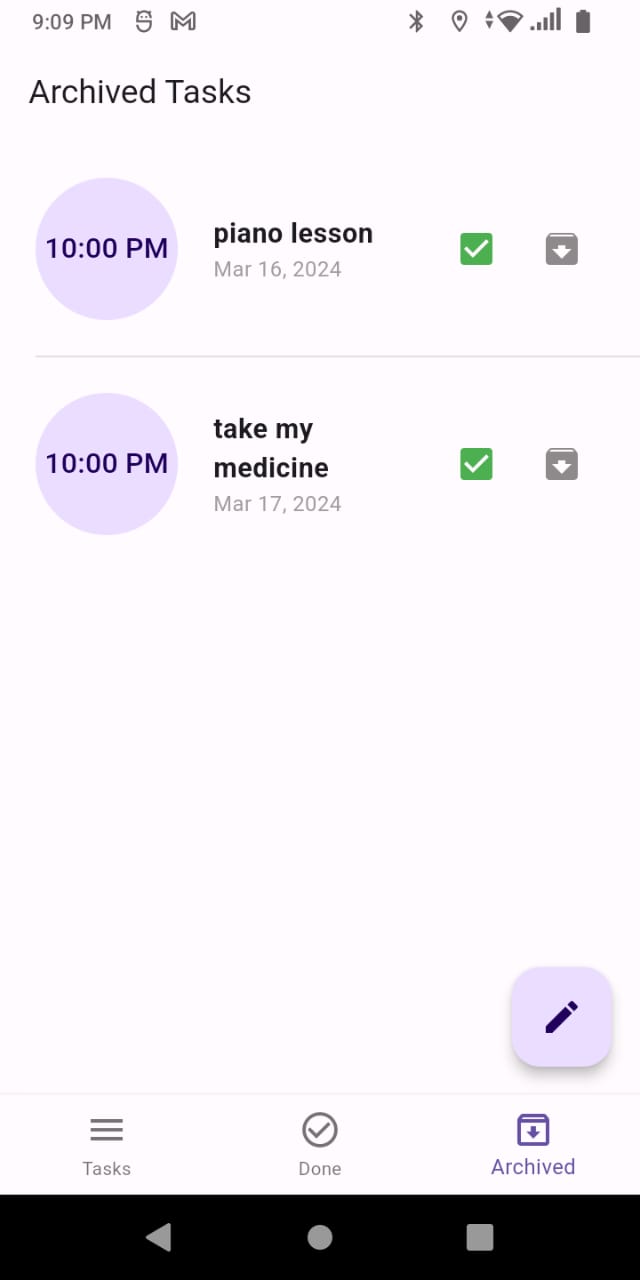 9:09 PM
Archived Tasks
10:00 PM
piano lesson
Mar 16, 2024
10:00 PM
take my
medicine
Mar 17, 2024
Tasks
Done
Archived